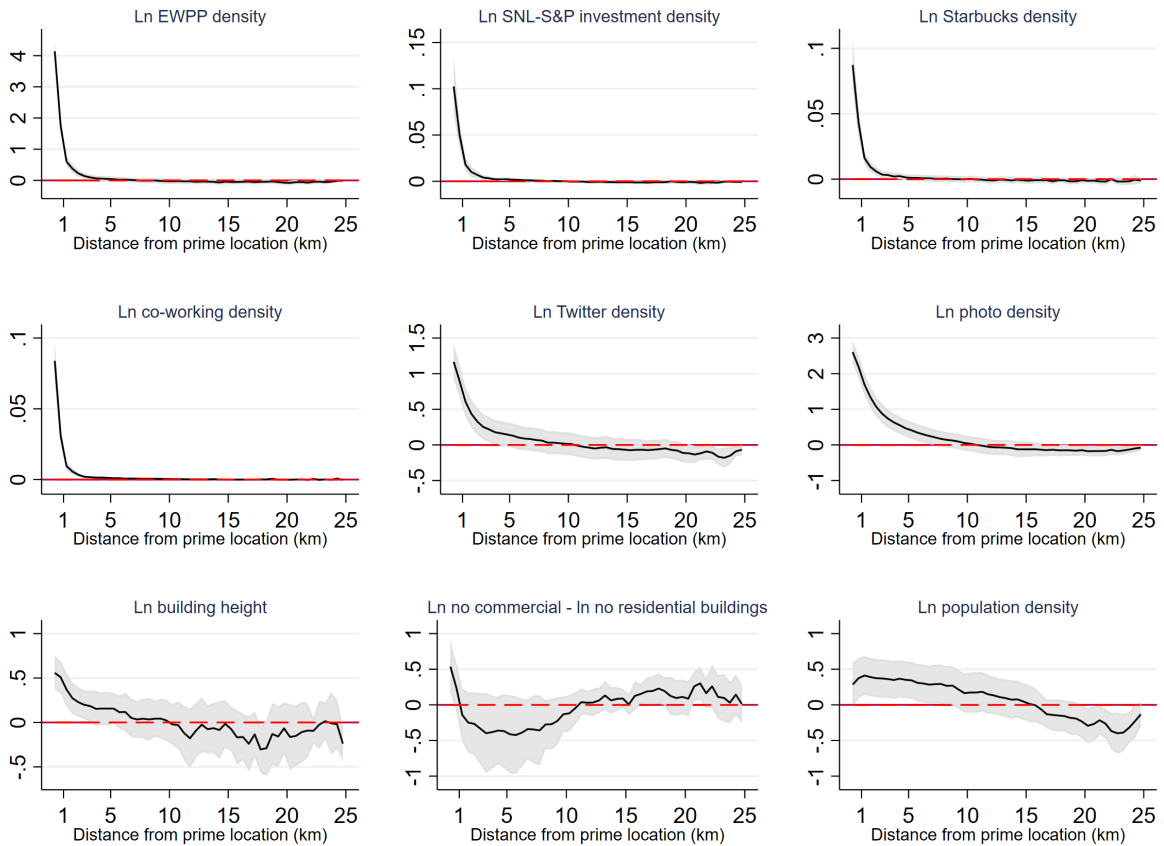 Ln EWPP density
4
3
2
1
0
1 5 10 15 20 25
Distance from prime location (km)
Ln SNL-S&P investment density
.15
.1
.05
0
1 5 10 15 20 25
Distance from prime location (km)
Ln Starbucks density
.1
.05
0
1 5 10 15 20 25
Distance from prime location (km)
Ln co-working density
.1
.05
0
1 5 10 15 20 25
Distance from prime location (km)
Ln Twitter density
1.5
1
.5
0
-.5
1 5 10 15 20 25
Distance from prime location (km)
Ln photo density
3
2
1
0
-1
1 5 10 15 20 25
Distance from prime location (km)
Ln building height
1
.5
0
-.5
1 5 10 15 20 25
Distance from prime location (km)
Ln no commercial - ln no residential buildings
1
.5
0
-.5
-1
1 5 10 15 20 25
Distance from prime location (km)
Ln population density
1
.5
0
-.5
-1
1 5 10 15 20 25
Distance from prime location (km)